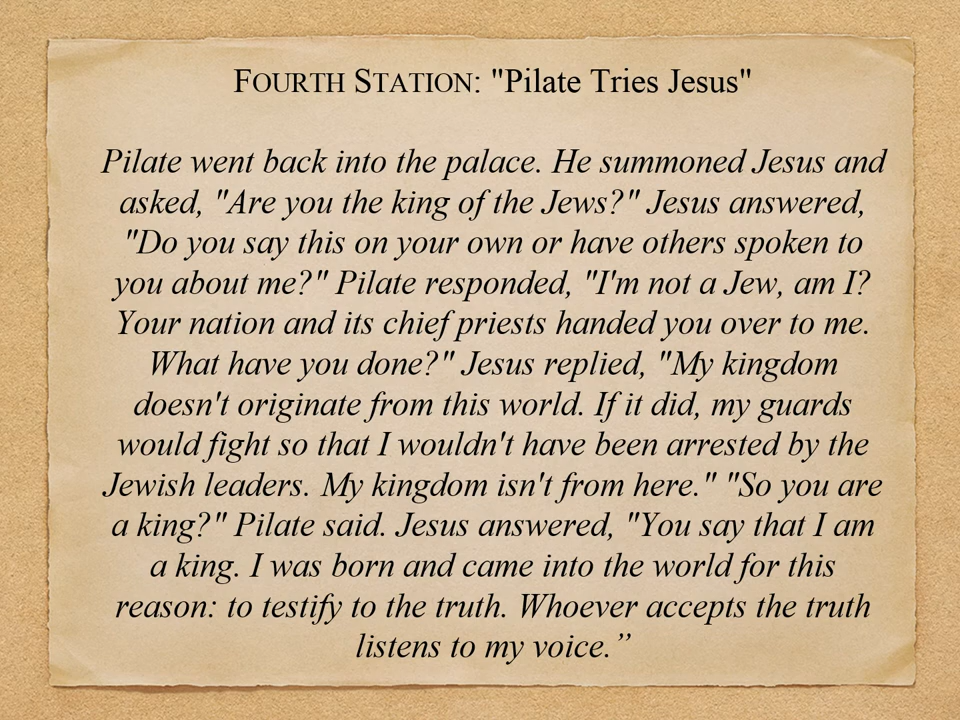 FOURTH STATION: "Pilate Tries Jesus"
Pilate went back into the palace. He summoned Jesus and
asked, "Are you the king of the Jews?" Jesus answered,
"Do you say this on your own or have others spoken to
you about me?" Pilate responded, "I'm not a Jew, am I?
Your nation and its chief priests handed you over to me.
What have you done?" Jesus replied, "My kingdom
doesn't originate from this world. If it did, my guards
would fight so that I wouldn't have been arrested by the
Jewish leaders. My kingdom isn't from here." "So you are
a king?" Pilate said. Jesus answered, "You say that I am
a king. I was born and came into the world for this
reason: to testify to the truth. Whoever accepts the truth
listens to my voice.”